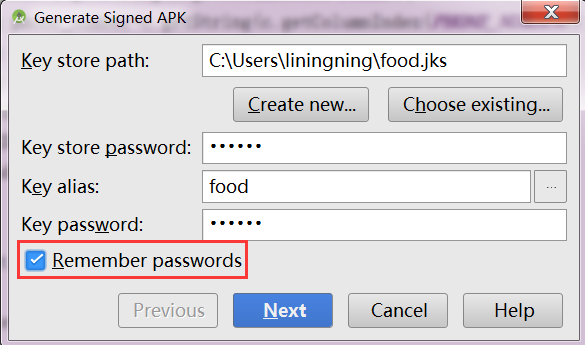 Generate Signed APK
Key store path: C:\Users\liningning\food.jks
Create new... Choose existing...
Key store password: ••••••
Key alias: food ...
Key password: ••••••
Remember passwords
Previous Next Cancel Help